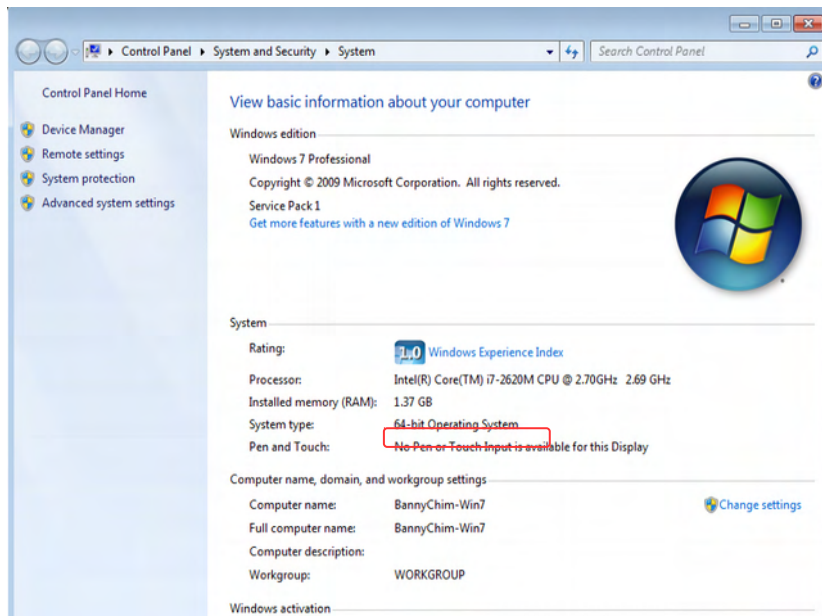 Control Panel ▸ System and Security ▸ System
Search Control Panel
Control Panel Home
Device Manager
Remote settings
System protection
Advanced system settings
View basic information about your computer
Windows edition
Windows 7 Professional
Copyright © 2009 Microsoft Corporation. All rights reserved.
Service Pack 1
Get more features with a new edition of Windows 7
System
Rating: 1.0 Windows Experience Index
Processor: Intel(R) Core(TM) i7-2620M CPU @ 2.70GHz 2.69 GHz
Installed memory (RAM): 1.37 GB
System type: 64-bit Operating System
Pen and Touch: No Pen or Touch Input is available for this Display
Computer name, domain, and workgroup settings
Computer name: BannyChim-Win7 Change settings
Full computer name: BannyChim-Win7
Computer description:
Workgroup: WORKGROUP
Windows activation